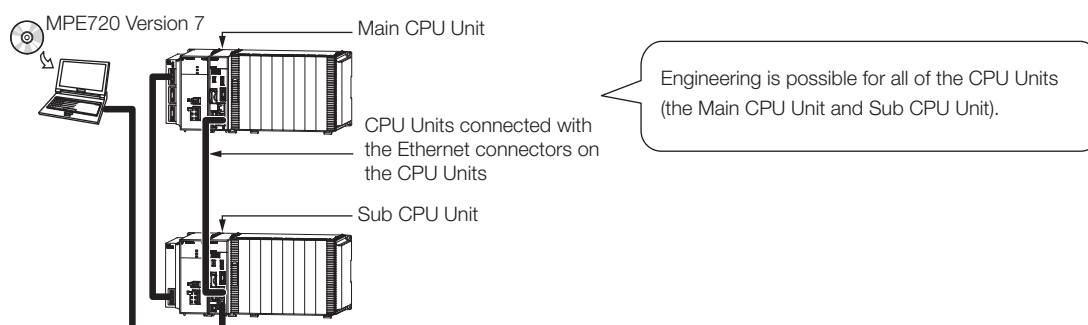 MPE720 Version 7
Main CPU Unit
Engineering is possible for all of the CPU Units
(the Main CPU Unit and Sub CPU Unit).
CPU Units connected with
the Ethernet connectors on
the CPU Units
Sub CPU Unit